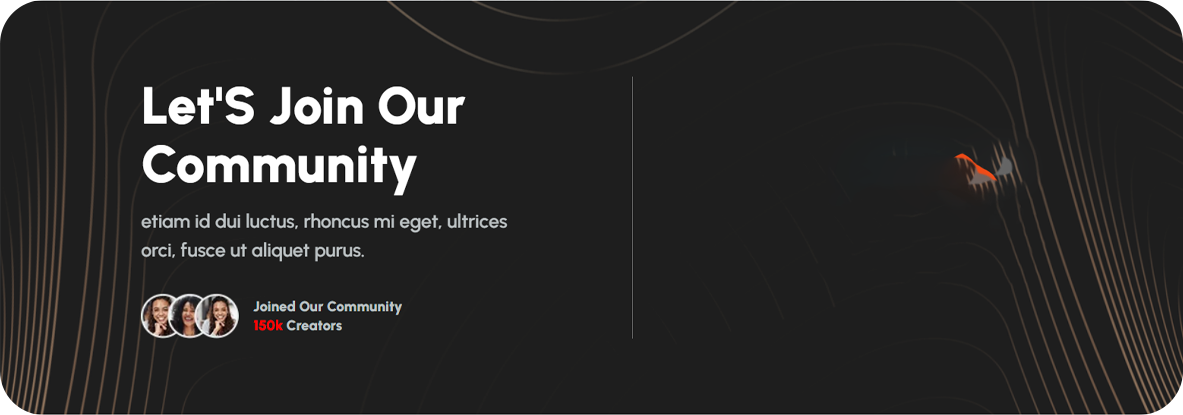 Let'S Join Our
Community
etiam id dui luctus, rhoncus mi eget, ultrices
orci, fusce ut aliquet purus.
Joined Our Community
150k Creators